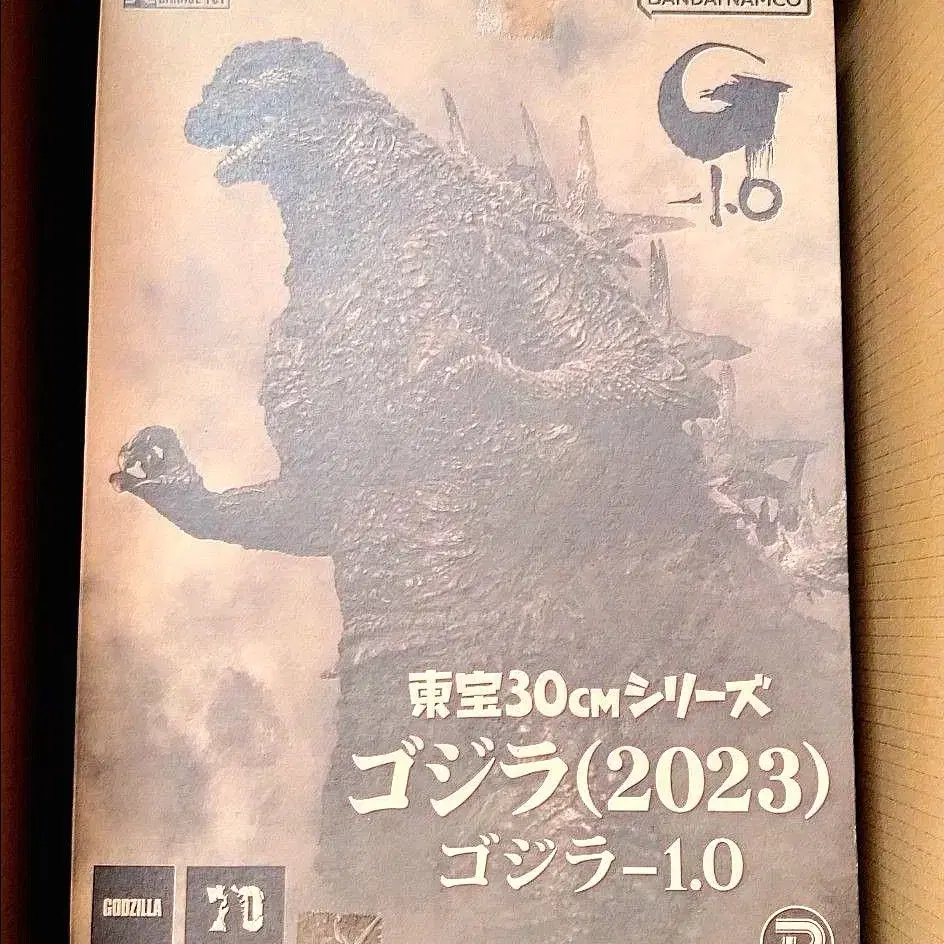 BANDAI NAMCO
-1.0
東宝30CMシリーズ
ゴジラ(2023)
ゴジラ-1.0
GODZILLA
70